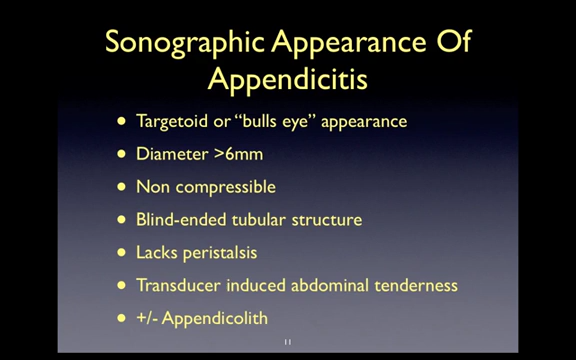 Sonographic Appearance Of
Appendicitis
• Targetoid or “bulls eye” appearance
• Diameter >6mm
• Non compressible
• Blind-ended tubular structure
• Lacks peristalsis
• Transducer induced abdominal tenderness
• +/- Appendicolith
11